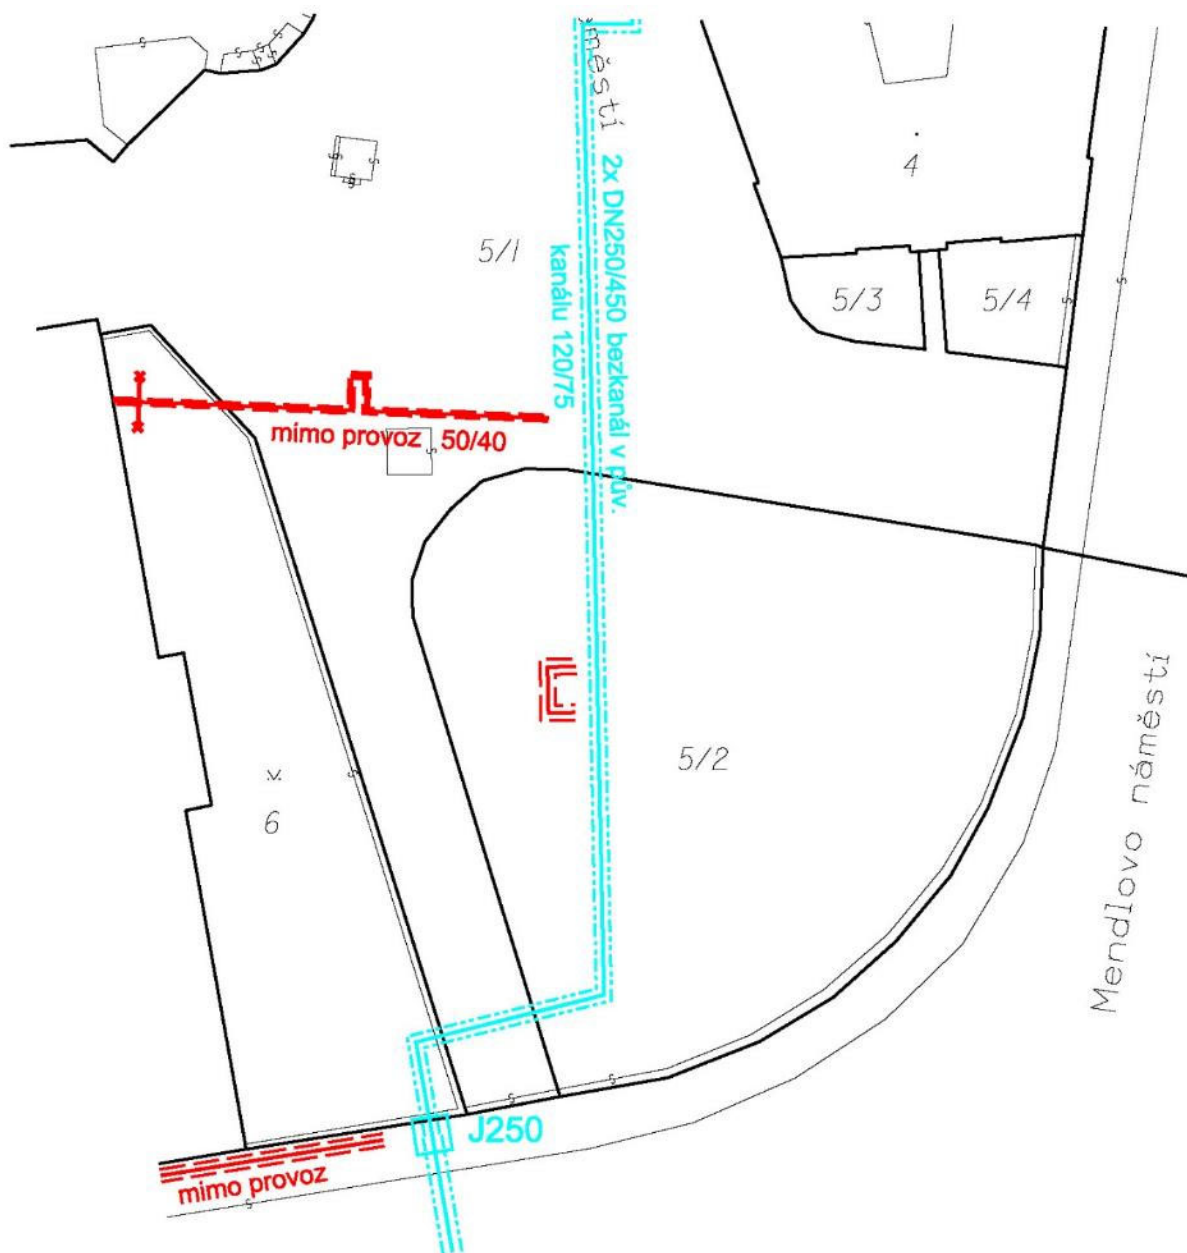 městí
4
2x DN250/450 bezkanál v pův.
kanálu 120/75
5/1
5/3
5/4
mimo provoz 50/40
5/2
6
Mendlovo náměstí
J250
mimo provoz